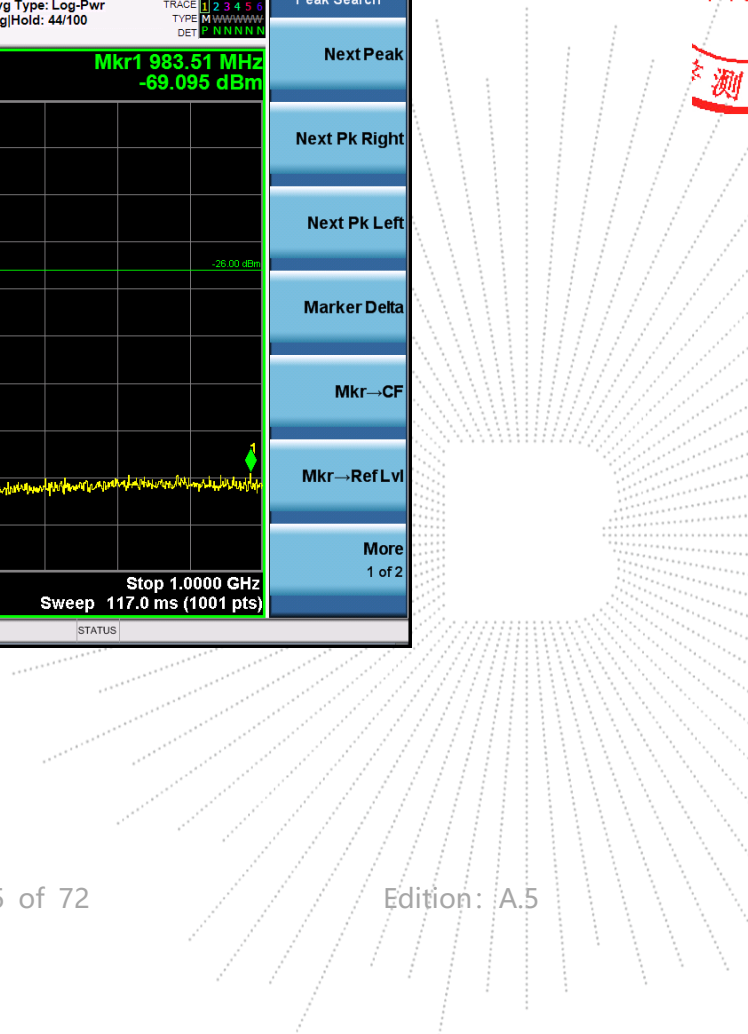 vg Type: Log-Pwr
g|Hold: 44/100
TRACE 1 2 3 4 5 6
TYPE M WWWWW
DET P N N N N N
Peak Search
Mkr1 983.51 MHz
-69.095 dBm
Next Peak
Next Pk Right
Next Pk Left
-26.00 dBm
Marker Delta
Mkr→CF
1
Mkr→Ref Lvl
More
1 of 2
Stop 1.0000 GHz
Sweep 117.0 ms (1001 pts)
STATUS
测
of 72
Edition: A.5